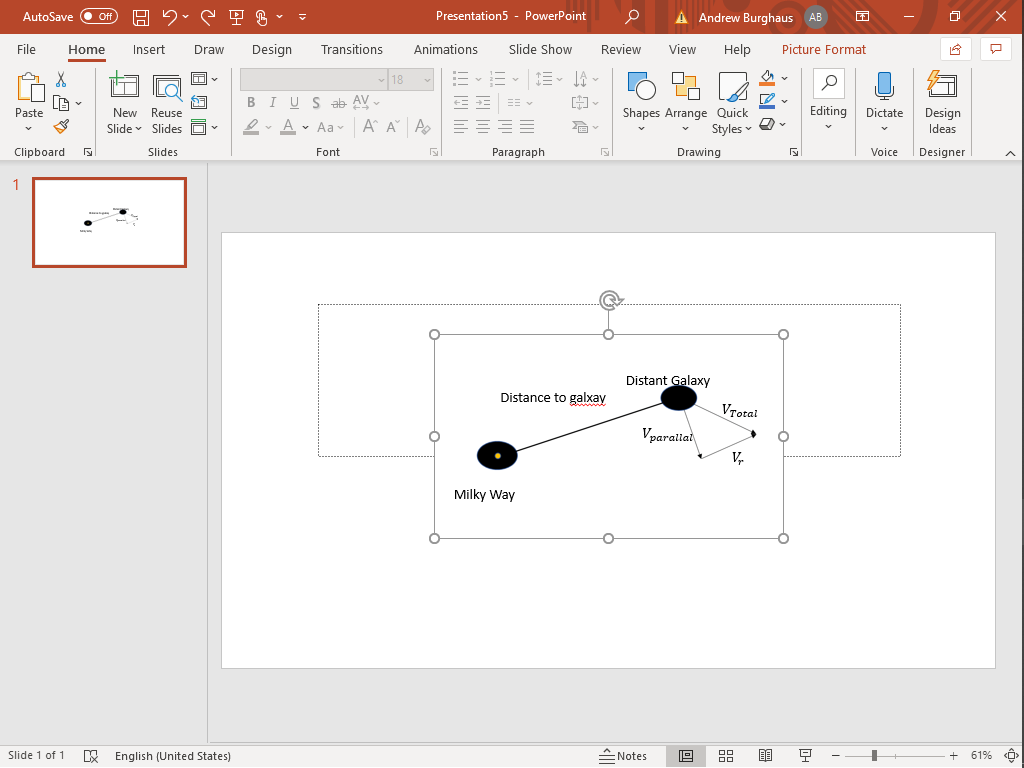 AutoSave Off Presentation5 - PowerPoint Andrew Burghaus AB
File Home Insert Draw Design Transitions Animations Slide Show Review View Help Picture Format
18
B I U S ab AV
Aa A A A
Paste New Slide Reuse Slides Shapes Arrange Quick Styles Editing Dictate Design Ideas
Clipboard Slides Font Paragraph Drawing Voice Designer
1
Distant Galaxy
Distance to galxay
V_Total
V_parallal
V_r
Milky Way
Slide 1 of 1 English (United States) Notes 61%